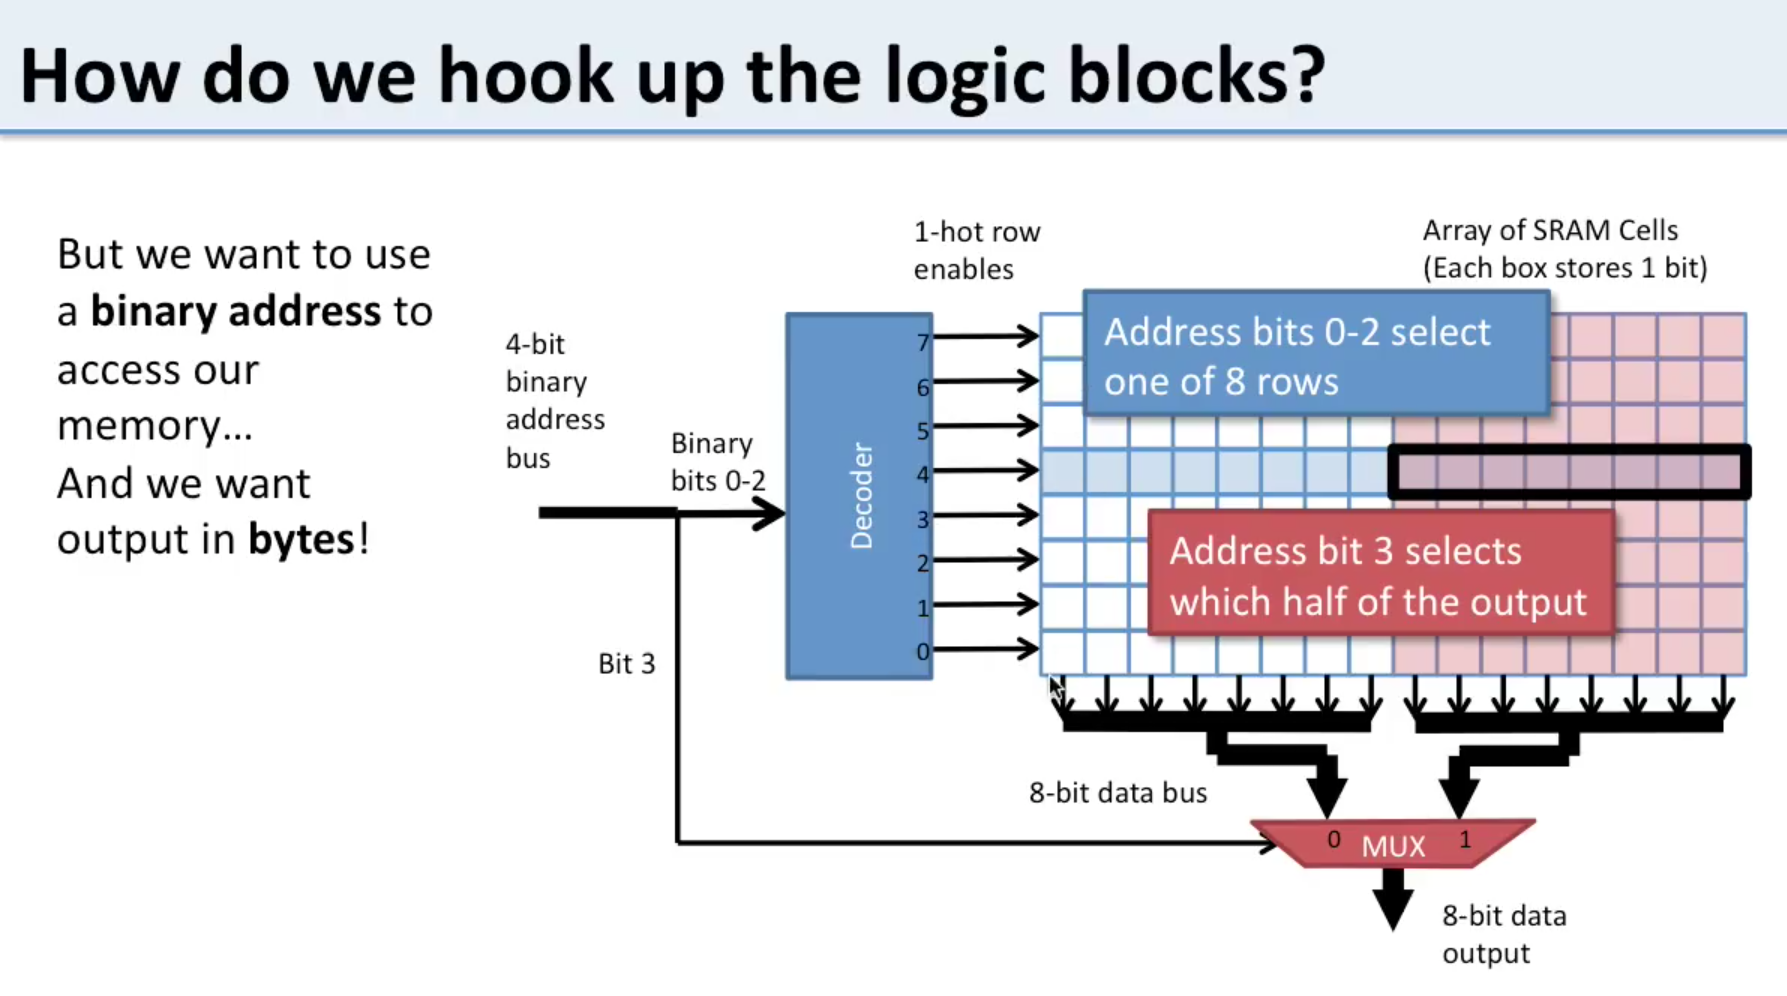 How do we hook up the logic blocks?
But we want to use
a binary address to
access our
memory...
And we want
output in bytes!
4-bit
binary
address
bus
Binary
bits 0-2
Bit 3
Decoder
1-hot row
enables
7
6
5
4
3
2
1
0
Array of SRAM Cells
(Each box stores 1 bit)
Address bits 0-2 select
one of 8 rows
Address bit 3 selects
which half of the output
8-bit data bus
0 MUX 1
8-bit data
output